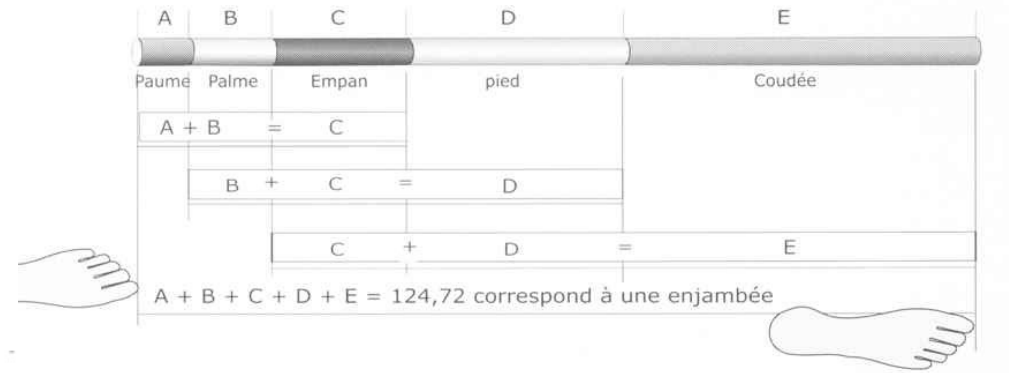 A B C D E
Paume Palme Empan pied Coudée
A + B = C
B + C = D
C + D = E
A + B + C + D + E = 124,72 correspond à une enjambée